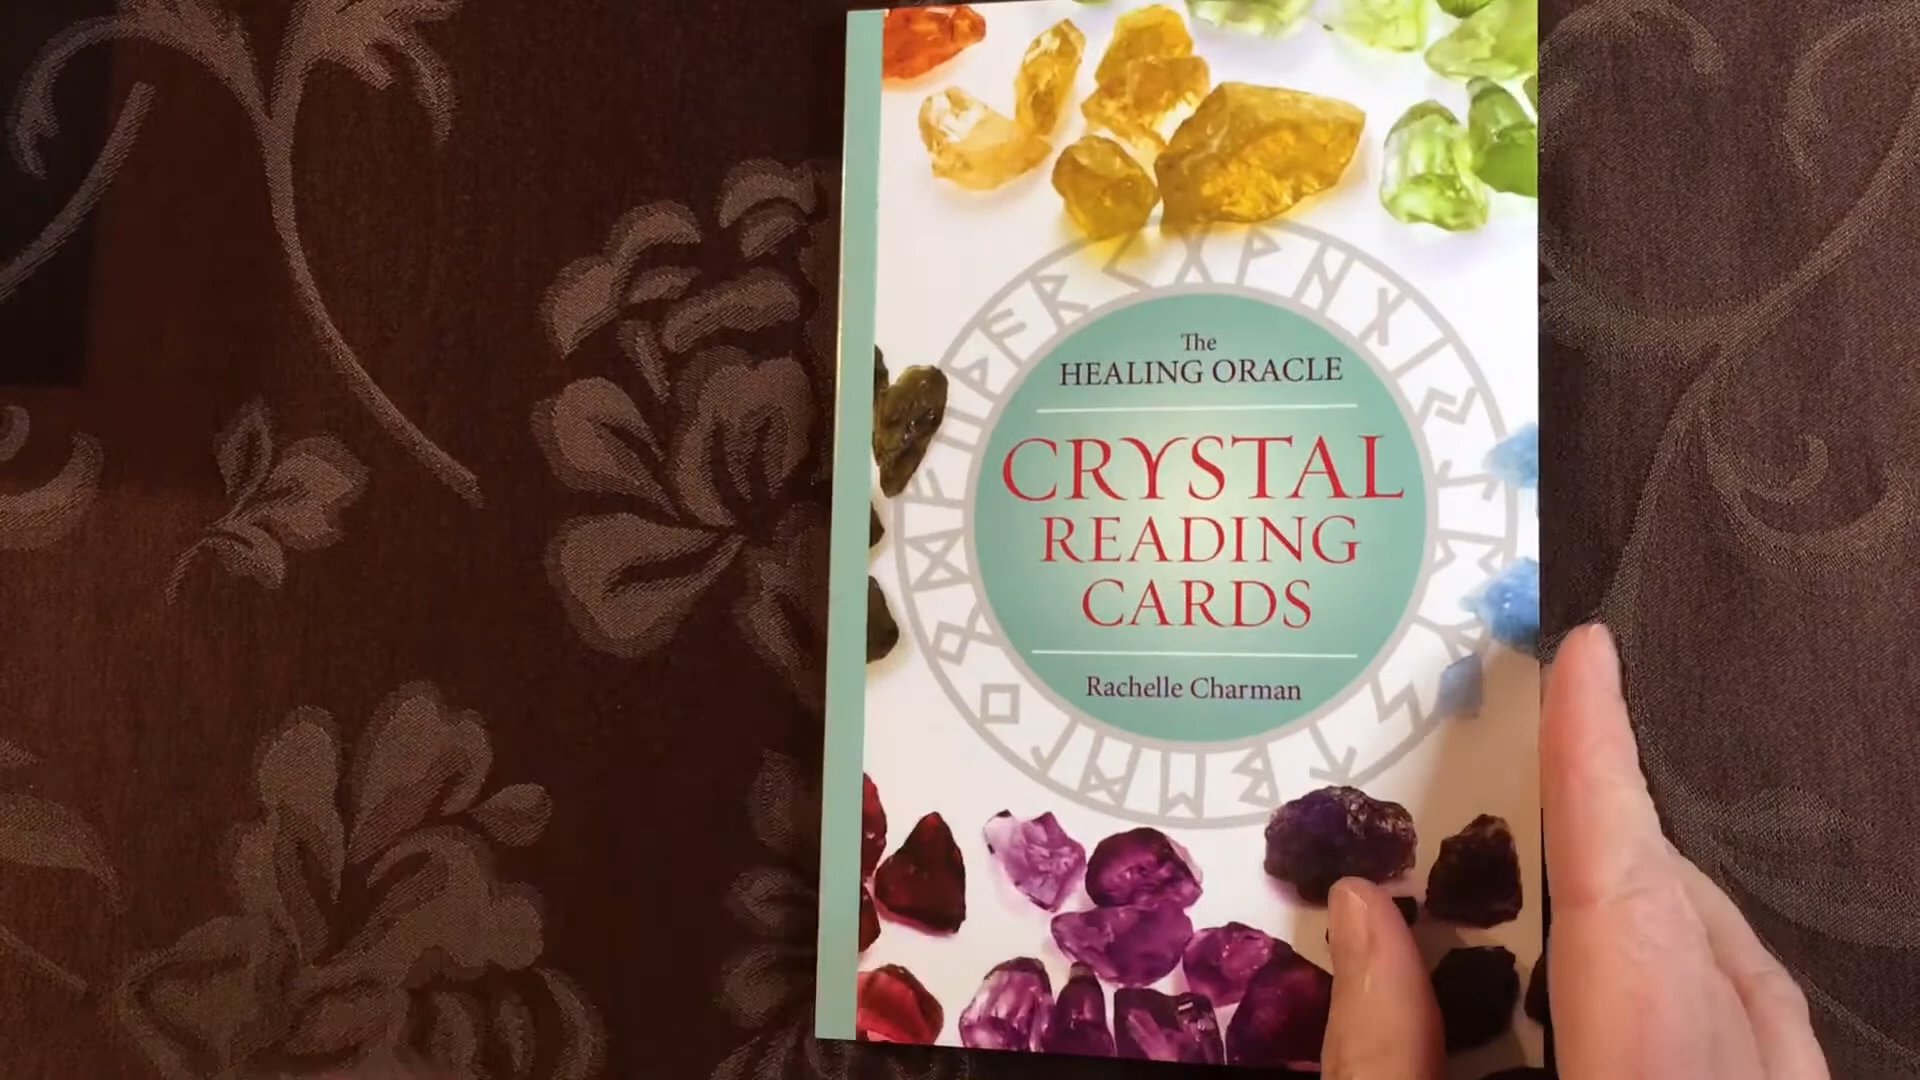 The
HEALING ORACLE
CRYSTAL
READING
CARDS
Rachelle Charman